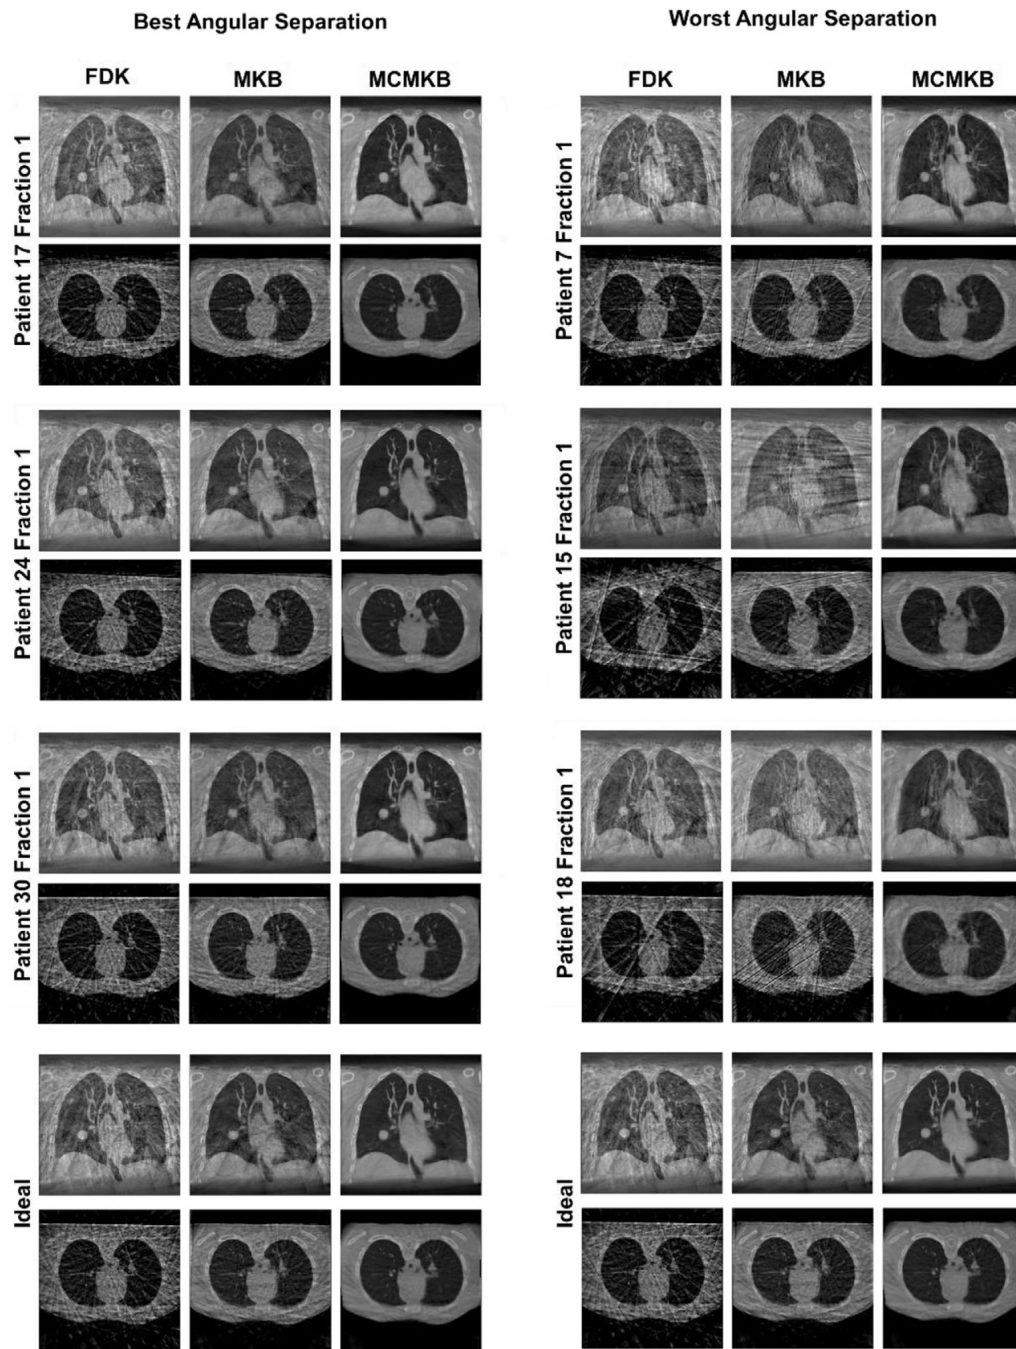 Best Angular Separation
Worst Angular Separation
FDK MKB MCMKB
FDK MKB MCMKB
Patient 17 Fraction 1
Patient 7 Fraction 1
Patient 24 Fraction 1
Patient 15 Fraction 1
Patient 30 Fraction 1
Patient 18 Fraction 1
Ideal
Ideal